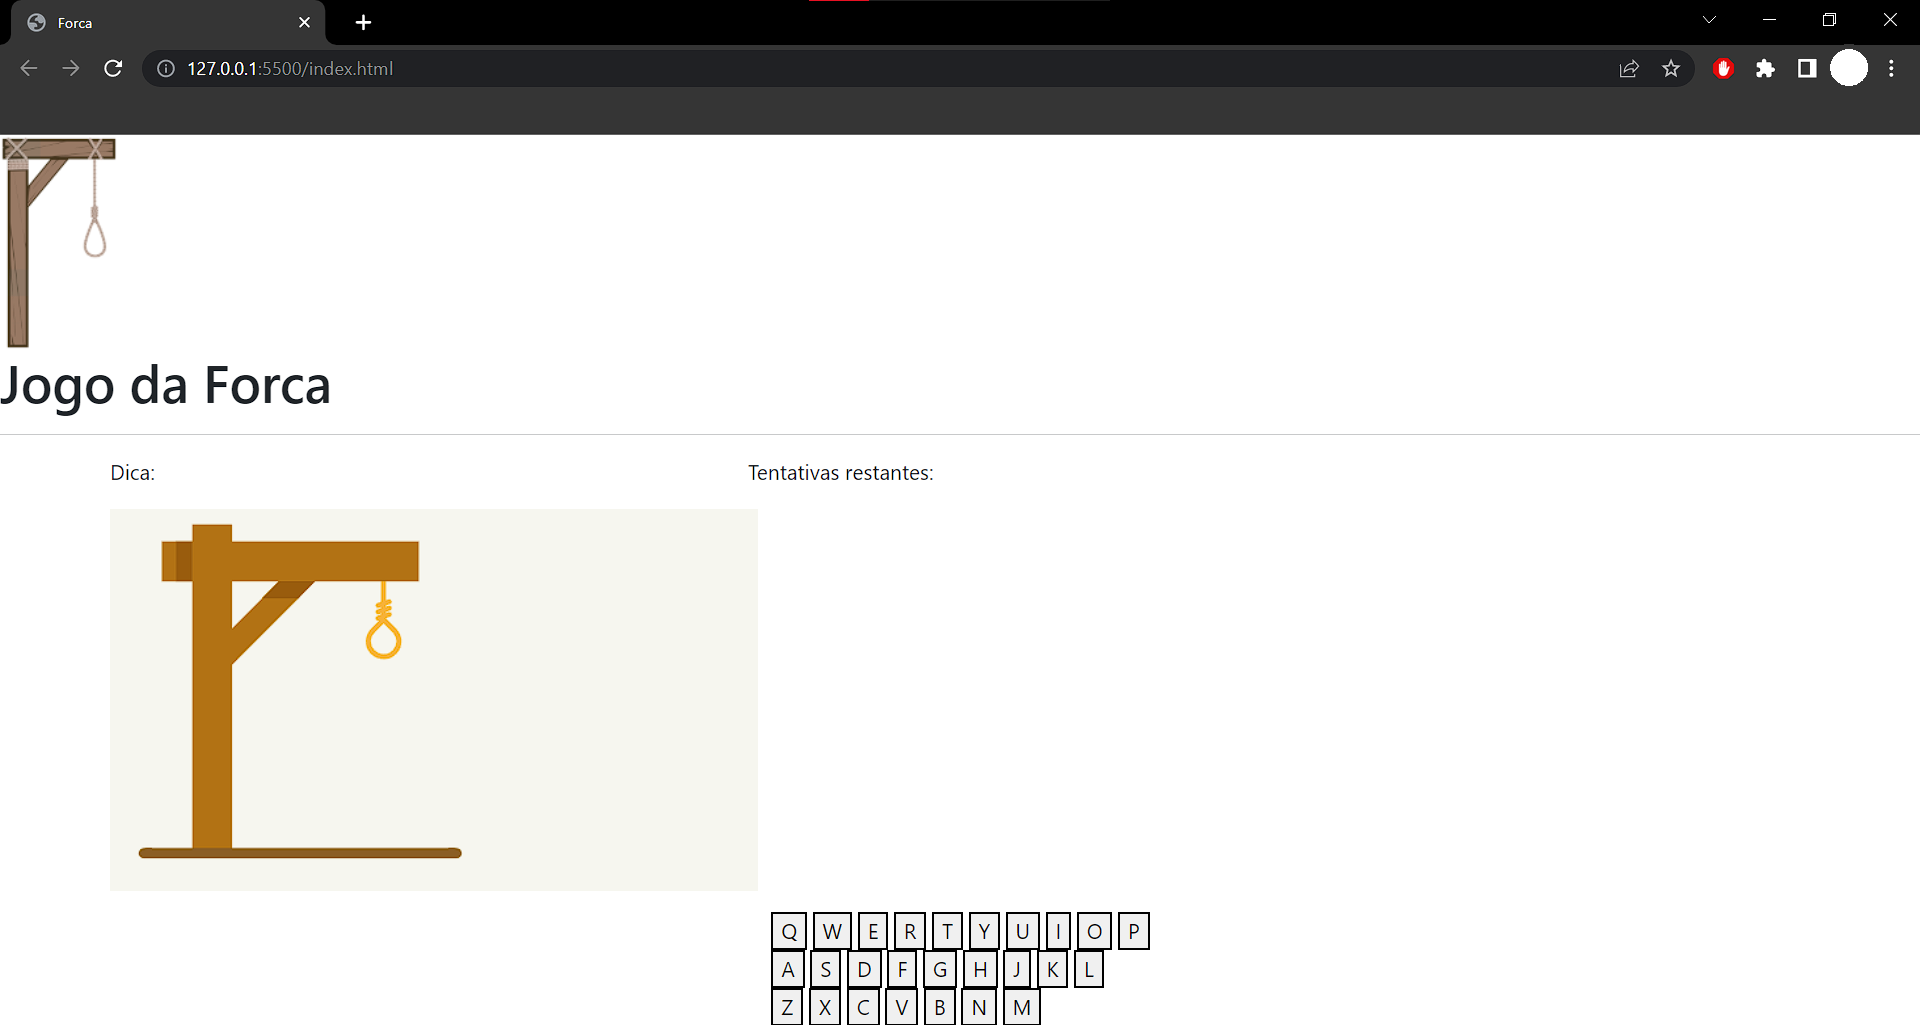 Forca
127.0.0.1:5500/index.html
Jogo da Forca
Dica:
Tentativas restantes:
Q W E R T Y U I O P
A S D F G H J K L
Z X C V B N M